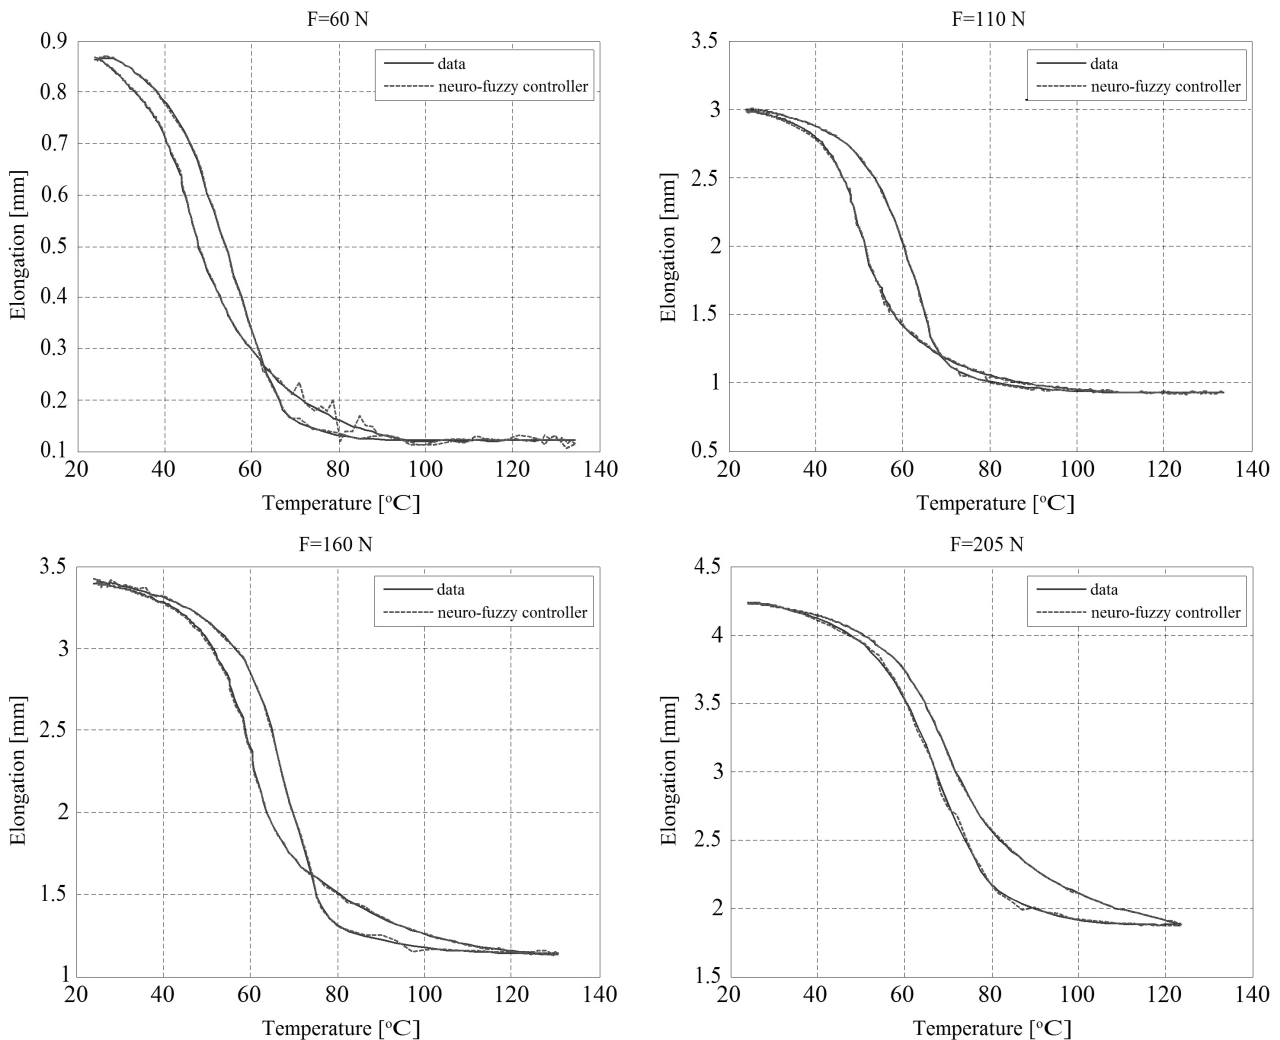 F=60 N
0.9
0.8
0.7
0.6
0.5
0.4
0.3
0.2
0.1
Elongation [mm]
data
neuro-fuzzy controller
20 40 60 80 100 120 140
Temperature [°C]
F=110 N
3.5
3
2.5
2
1.5
1
0.5
Elongation [mm]
data
neuro-fuzzy controller
20 40 60 80 100 120 140
Temperature [°C]
F=160 N
3.5
3
2.5
2
1.5
1
Elongation [mm]
data
neuro-fuzzy controller
20 40 60 80 100 120 140
Temperature [°C]
F=205 N
4.5
4
3.5
3
2.5
2
1.5
Elongation [mm]
data
neuro-fuzzy controller
20 40 60 80 100 120 140
Temperature [°C]